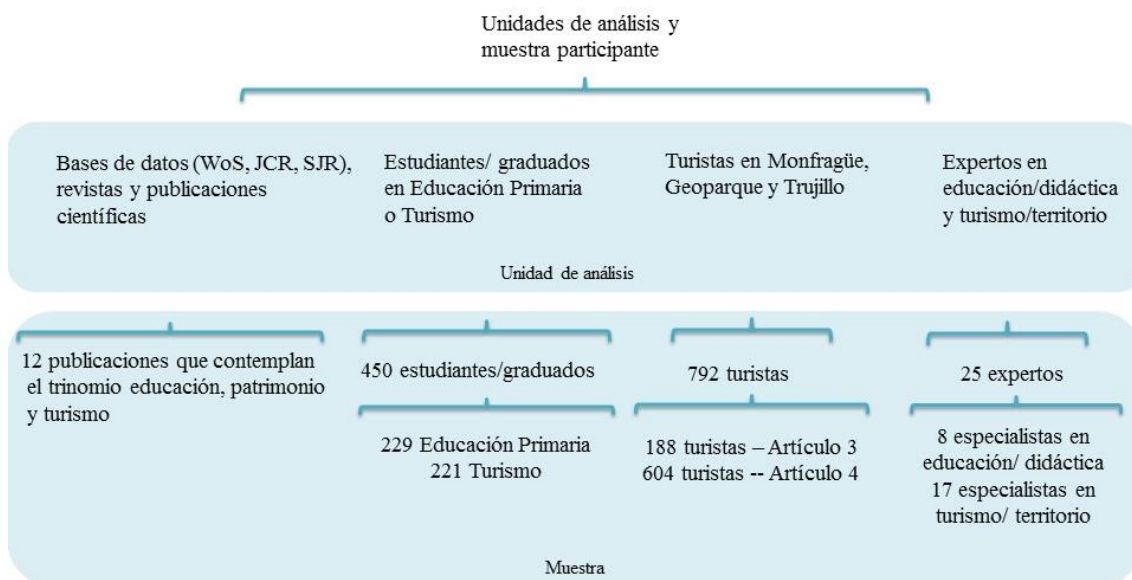 Unidades de análisis y
muestra participante
Bases de datos (WoS, JCR, SJR),
revistas y publicaciones
científicas
Estudiantes/ graduados
en Educación Primaria
o Turismo
Turistas en Monfragüe,
Geoparque y Trujillo
Expertos en
educación/didáctica
y turismo/territorio
Unidad de análisis
12 publicaciones que contemplan
el trinomio educación, patrimonio
y turismo
450 estudiantes/graduados
229 Educación Primaria
221 Turismo
792 turistas
188 turistas – Artículo 3
604 turistas -- Artículo 4
25 expertos
8 especialistas en
educación/ didáctica
17 especialistas en
turismo/ territorio
Muestra